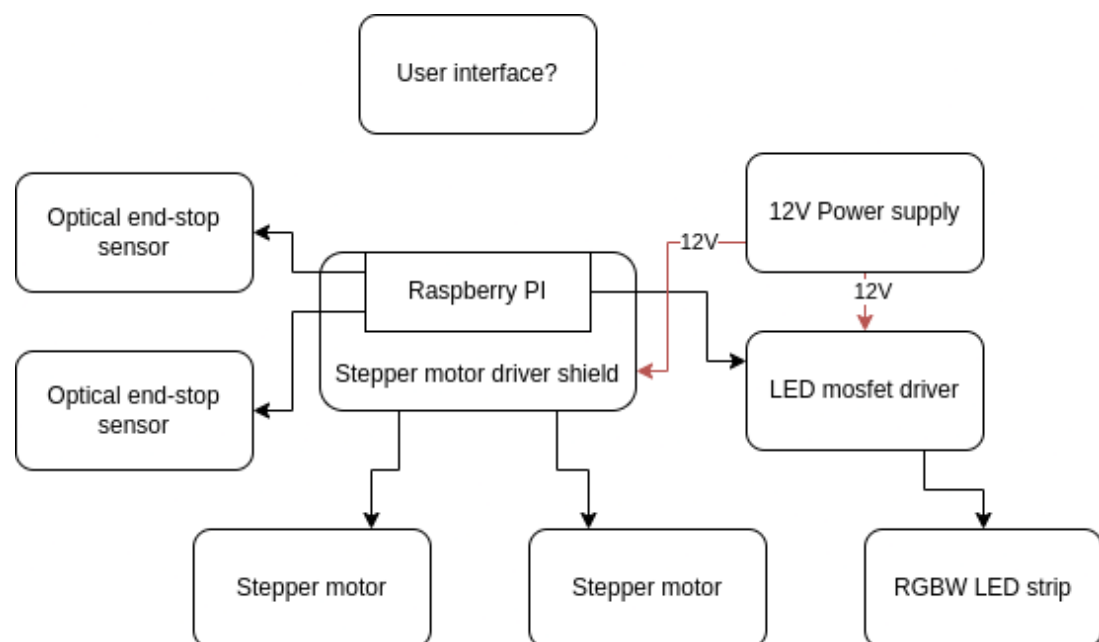 User interface?
Optical end-stop
sensor
12V Power supply
12V
12V
Raspberry PI
Stepper motor driver shield
LED mosfet driver
Optical end-stop
sensor
Stepper motor
Stepper motor
RGBW LED strip